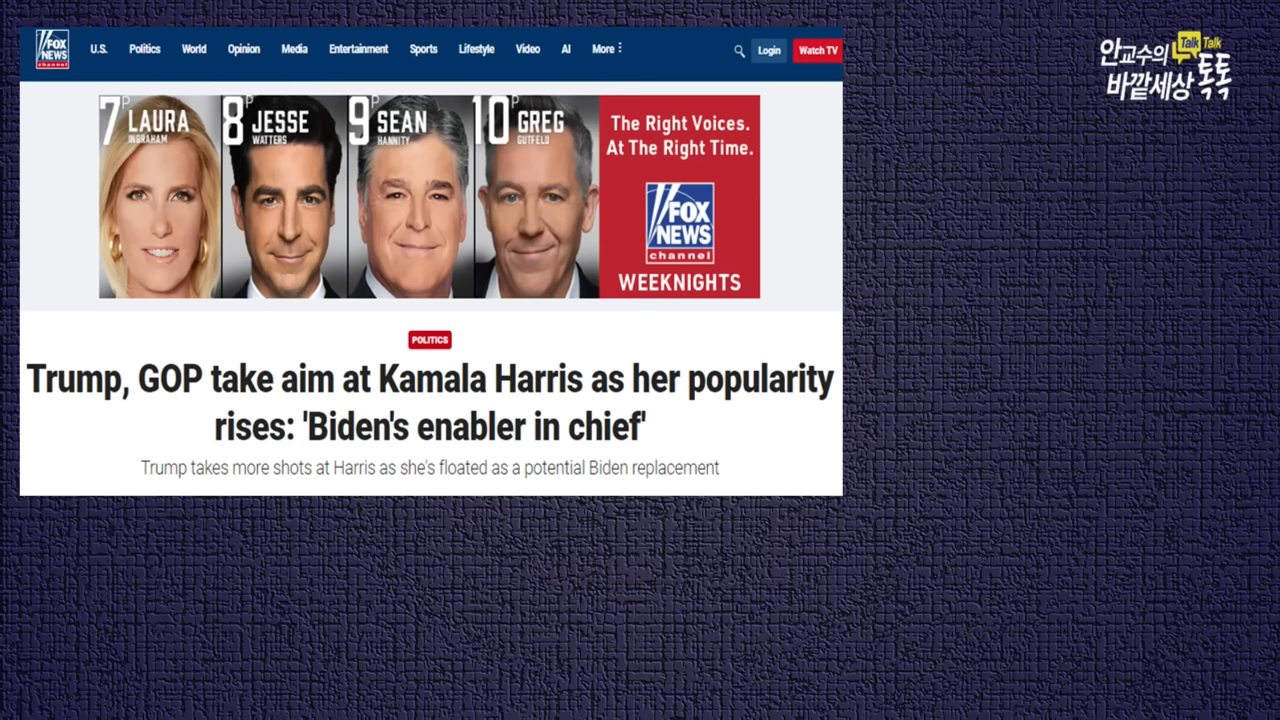 FOX
NEWS
channel
U.S. Politics World Opinion Media Entertainment Sports Lifestyle Video AI More
Login
Watch TV
안교수의 Talk Talk
바깥세상 톡톡
7P LAURA
INGRAHAM
8P JESSE
WATTERS
9P SEAN
HANNITY
10P GREG
GUTFELD
The Right Voices.
At The Right Time.
FOX
NEWS
channel
WEEKNIGHTS
POLITICS
Trump, GOP take aim at Kamala Harris as her popularity
rises: 'Biden's enabler in chief'
Trump takes more shots at Harris as she's floated as a potential Biden replacement